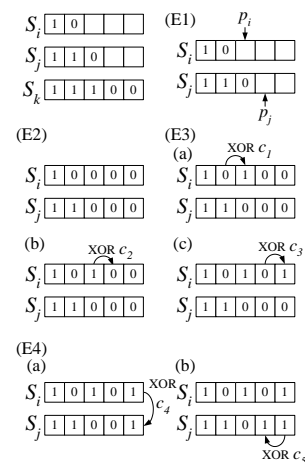 S_i 1 0
S_j 1 1 0
S_k 1 1 1 0 0
(E1)
p_i
S_i 1 0
S_j 1 1 0
p_j
(E2)
S_i 1 0 0 0 0
S_j 1 1 0 0 0
(E3)
(a)
XOR c_1
S_i 1 0 1 0 0
S_j 1 1 0 0 0
(b)
XOR c_2
S_i 1 0 1 0 0
S_j 1 1 0 0 0
(c)
XOR c_3
S_i 1 0 1 0 1
S_j 1 1 0 0 0
(E4)
(a)
S_i 1 0 1 0 1
XOR
c_4
S_j 1 1 0 0 1
(b)
S_i 1 0 1 0 1
S_j 1 1 0 1 1
XOR c_5